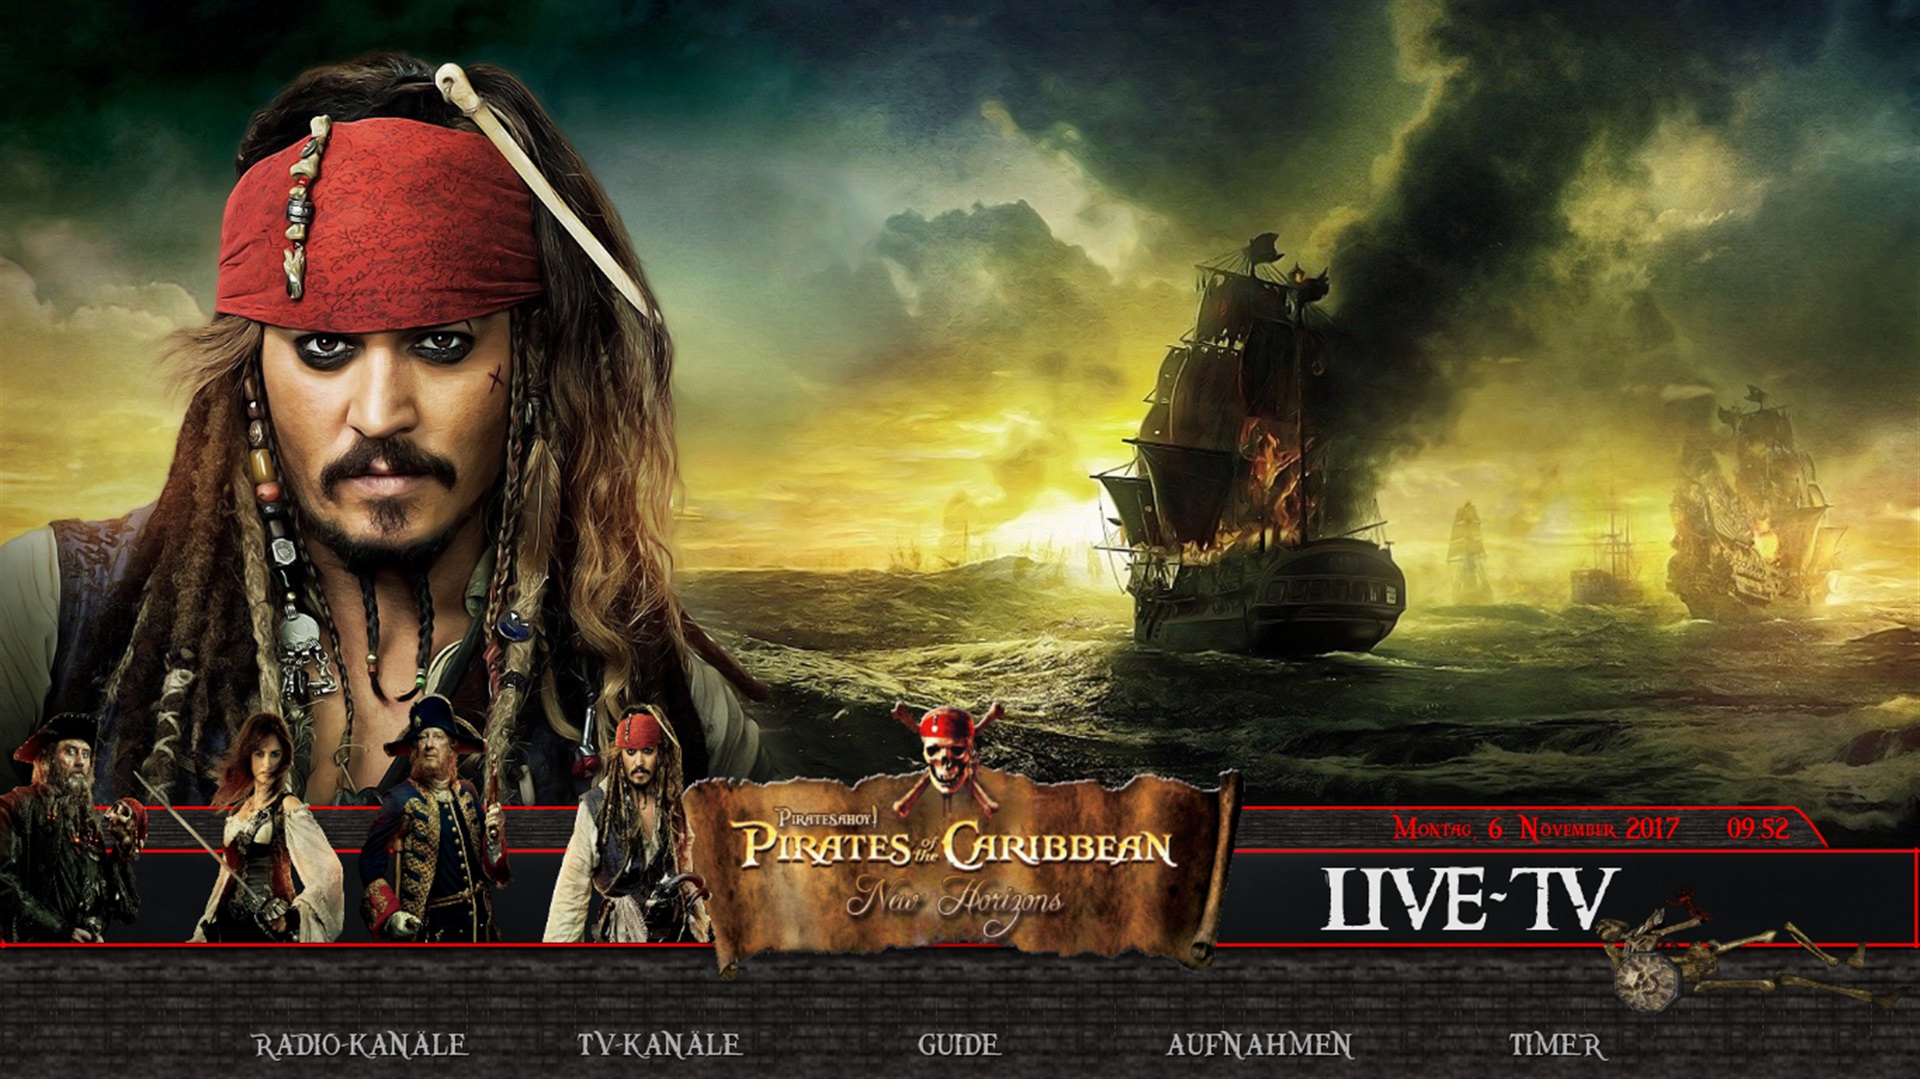 PIRATESAHOY!
PIRATES of the CARIBBEAN
New Horizons
MONTAG, 6 NOVEMBER 2017 09:52
LIVE-TV
RADIO-KANÄLE TV-KANÄLE GUIDE AUFNAHMEN TIMER